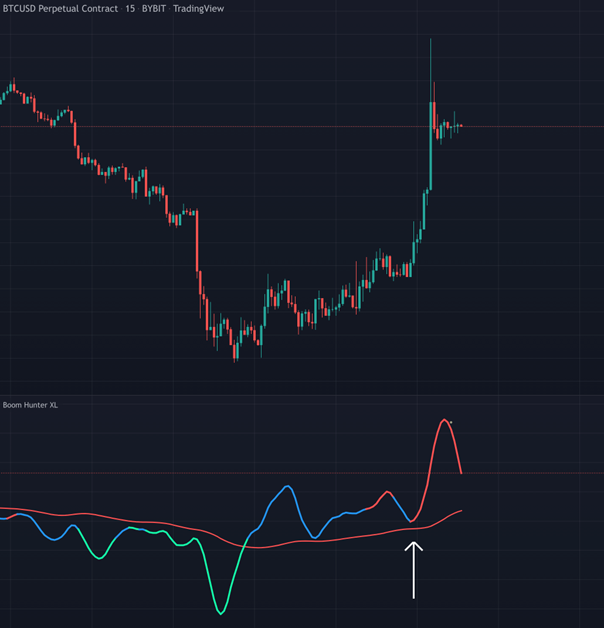 BTCUSD Perpetual Contract · 15 · BYBIT · TradingView
Boom Hunter XL